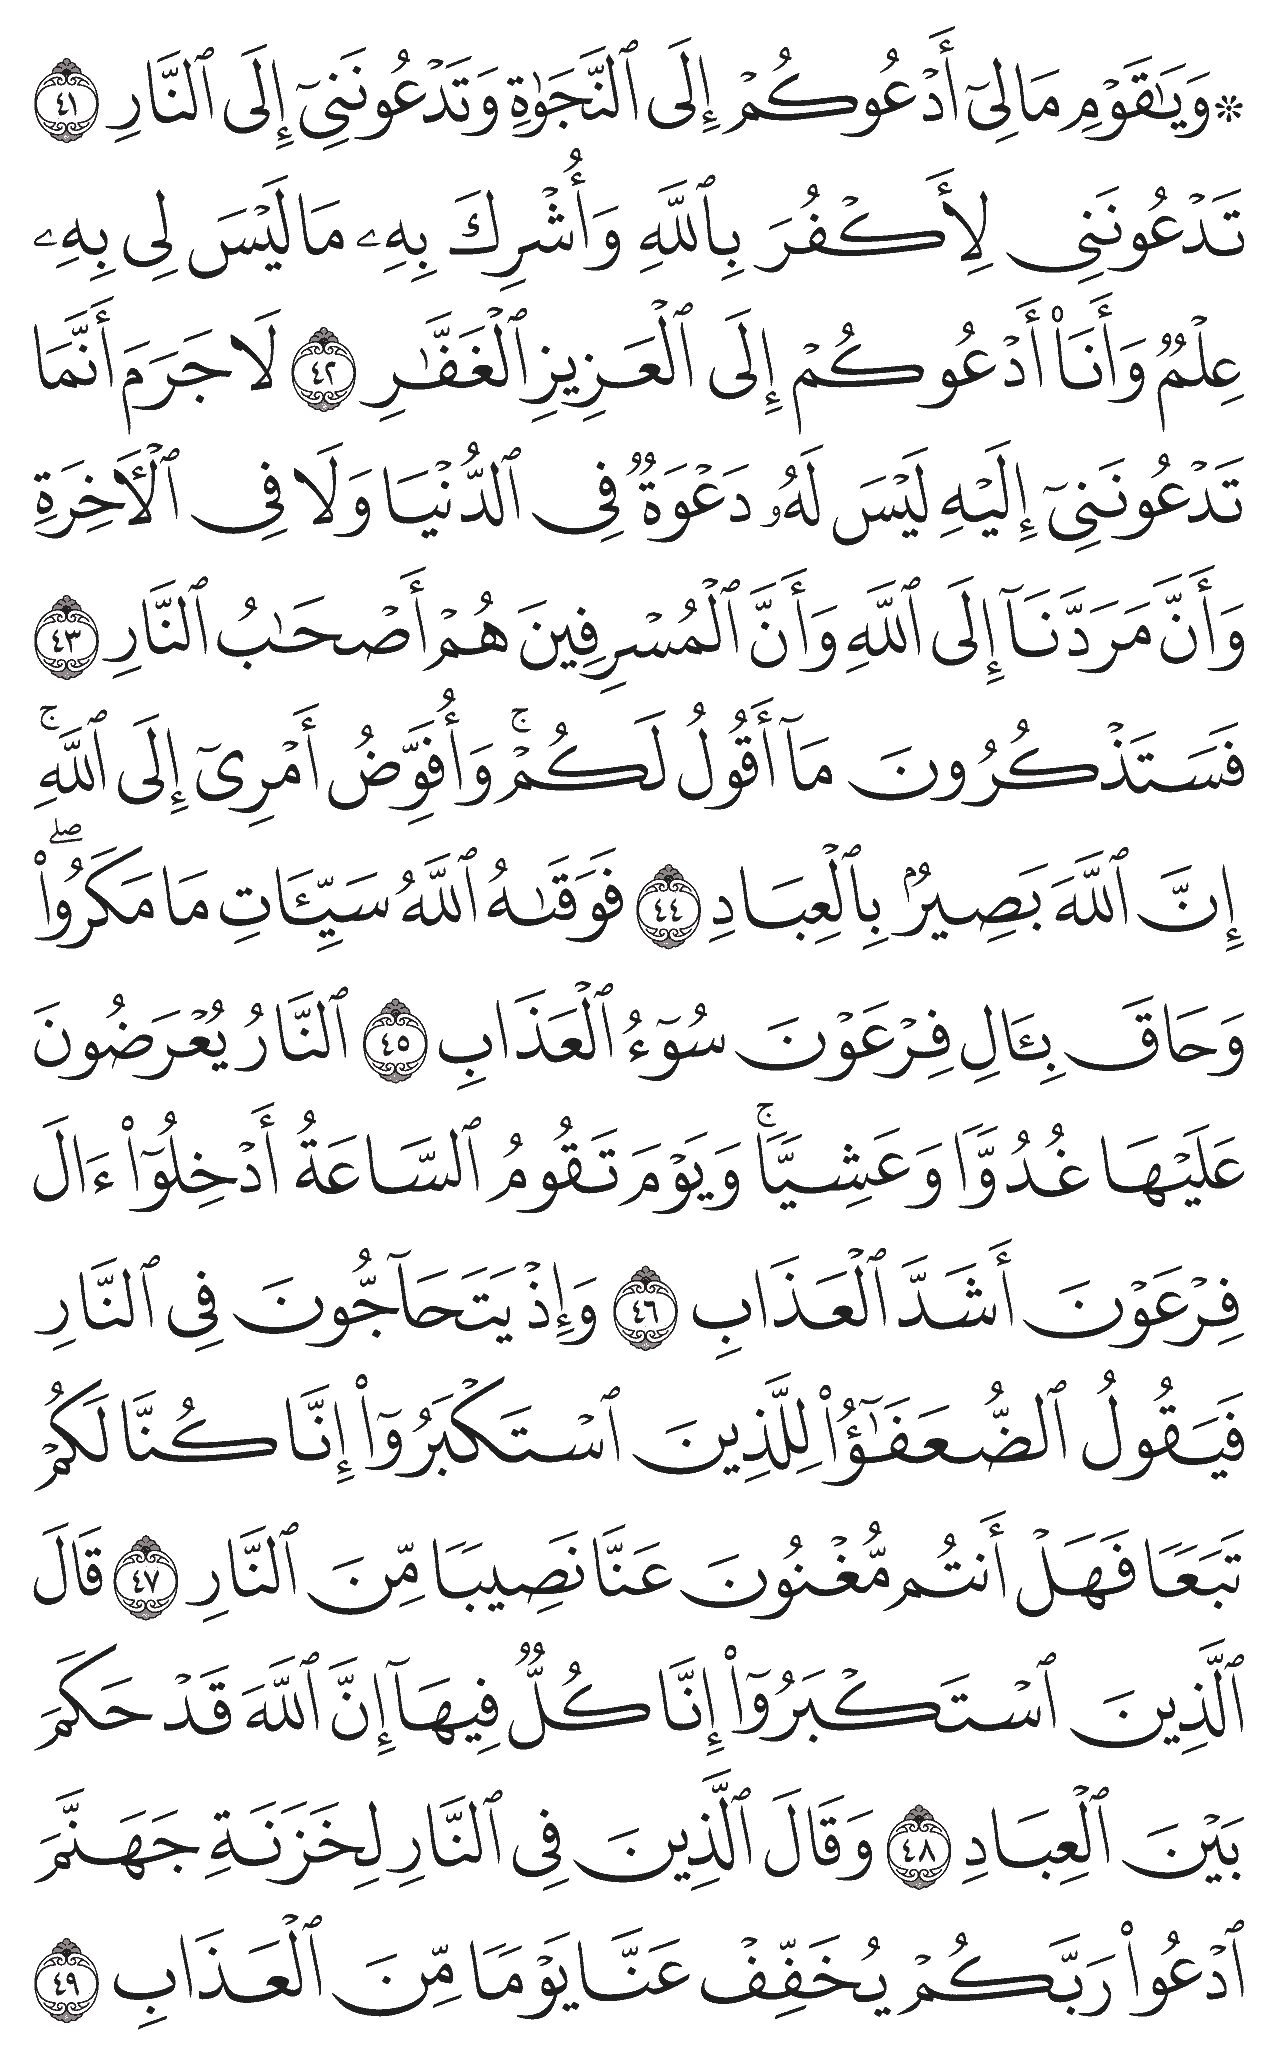 ۞ وَيَٰقَوْمِ مَا لِىٓ أَدْعُوكُمْ إِلَى ٱلنَّجَوٰةِ وَتَدْعُونَنِىٓ إِلَى ٱلنَّارِ ٤١
تَدْعُونَنِى لِأَكْفُرَ بِٱللَّهِ وَأُشْرِكَ بِهِۦ مَا لَيْسَ لِى بِهِۦ
عِلْمٌ وَأَنَا۠ أَدْعُوكُمْ إِلَى ٱلْعَزِيزِ ٱلْغَفَّٰرِ ٤٢ لَا جَرَمَ أَنَّمَا
تَدْعُونَنِىٓ إِلَيْهِ لَيْسَ لَهُۥ دَعْوَةٌ فِى ٱلدُّنْيَا وَلَا فِى ٱلْـَٔاخِرَةِ
وَأَنَّ مَرَدَّنَآ إِلَى ٱللَّهِ وَأَنَّ ٱلْمُسْرِفِينَ هُمْ أَصْحَٰبُ ٱلنَّارِ ٤٣
فَسَتَذْكُرُونَ مَآ أَقُولُ لَكُمْ ۚ وَأُفَوِّضُ أَمْرِىٓ إِلَى ٱللَّهِ ۚ
إِنَّ ٱللَّهَ بَصِيرٌۢ بِٱلْعِبَادِ ٤٤ فَوَقَىٰهُ ٱللَّهُ سَيِّـَٔاتِ مَا مَكَرُوا۟ ۖ
وَحَاقَ بِـَٔالِ فِرْعَوْنَ سُوٓءُ ٱلْعَذَابِ ٤٥ ٱلنَّارُ يُعْرَضُونَ
عَلَيْهَا غُدُوًّا وَعَشِيًّا ۚ وَيَوْمَ تَقُومُ ٱلسَّاعَةُ أَدْخِلُوٓا۟ ءَالَ
فِرْعَوْنَ أَشَدَّ ٱلْعَذَابِ ٤٦ وَإِذْ يَتَحَآجُّونَ فِى ٱلنَّارِ
فَيَقُولُ ٱلضُّعَفَٰٓؤُا۟ لِلَّذِينَ ٱسْتَكْبَرُوٓا۟ إِنَّا كُنَّا لَكُمْ
تَبَعًا فَهَلْ أَنتُم مُّغْنُونَ عَنَّا نَصِيبًا مِّنَ ٱلنَّارِ ٤٧ قَالَ
ٱلَّذِينَ ٱسْتَكْبَرُوٓا۟ إِنَّا كُلٌّ فِيهَآ إِنَّ ٱللَّهَ قَدْ حَكَمَ
بَيْنَ ٱلْعِبَادِ ٤٨ وَقَالَ ٱلَّذِينَ فِى ٱلنَّارِ لِخَزَنَةِ جَهَنَّمَ
ٱدْعُوا۟ رَبَّكُمْ يُخَفِّفْ عَنَّا يَوْمًا مِّنَ ٱلْعَذَابِ ٤٩